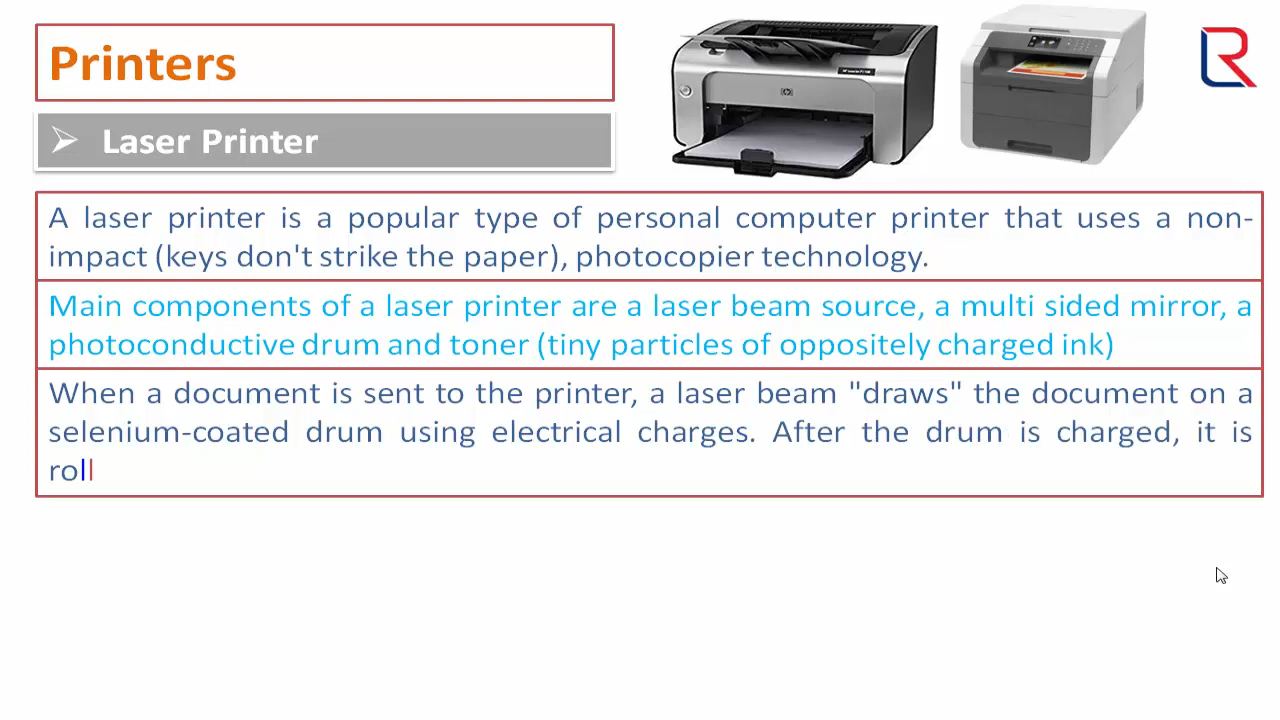 Printers
Laser Printer
A laser printer is a popular type of personal computer printer that uses a non-
impact (keys don't strike the paper), photocopier technology.
Main components of a laser printer are a laser beam source, a multi sided mirror, a
photoconductive drum and toner (tiny particles of oppositely charged ink)
When a document is sent to the printer, a laser beam "draws" the document on a
selenium-coated drum using electrical charges. After the drum is charged, it is
roll